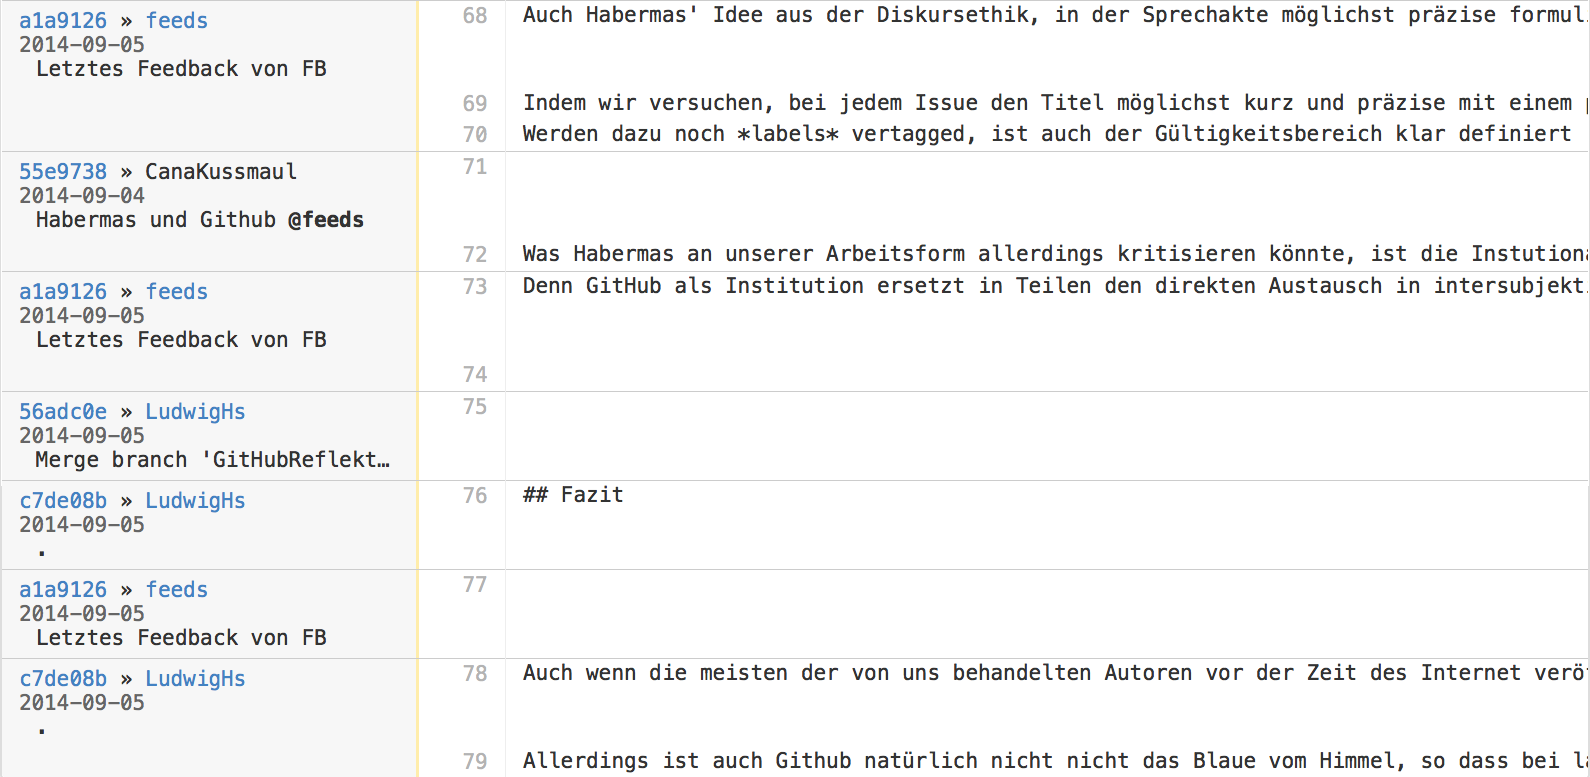 a1a9126 » feeds
2014-09-05
Letztes Feedback von FB
68 Auch Habermas' Idee aus der Diskursethik, in der Sprechakte möglichst präzise formul
69 Indem wir versuchen, bei jedem Issue den Titel möglichst kurz und präzise mit einem
70 Werden dazu noch *labels* vertagged, ist auch der Gültigkeitsbereich klar definiert
55e9738 » CanaKussmaul
2014-09-04
Habermas und Github @feeds
71
72 Was Habermas an unserer Arbeitsform allerdings kritisieren könnte, ist die Instution
a1a9126 » feeds
2014-09-05
Letztes Feedback von FB
73 Denn GitHub als Institution ersetzt in Teilen den direkten Austausch in intersubjekt
74
56adc0e » LudwigHs
2014-09-05
Merge branch 'GitHubReflekt…
75
c7de08b » LudwigHs
2014-09-05
.
76 ## Fazit
a1a9126 » feeds
2014-09-05
Letztes Feedback von FB
77
c7de08b » LudwigHs
2014-09-05
.
78 Auch wenn die meisten der von uns behandelten Autoren vor der Zeit des Internet verö
79 Allerdings ist auch Github natürlich nicht nicht das Blaue vom Himmel, so dass bei l